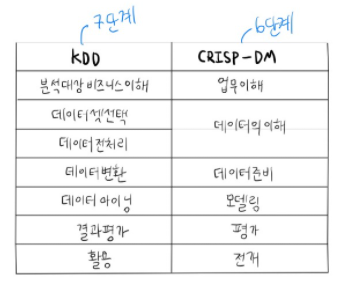 7단계 6단계
KDD CRISP-DM
분석대상 비즈니스 이해 업무이해
데이터셋선택
데이터의 이해
데이터전처리
데이터변환 데이터준비
데이터 마이닝 모델링
결과평가 평가
활용 전개